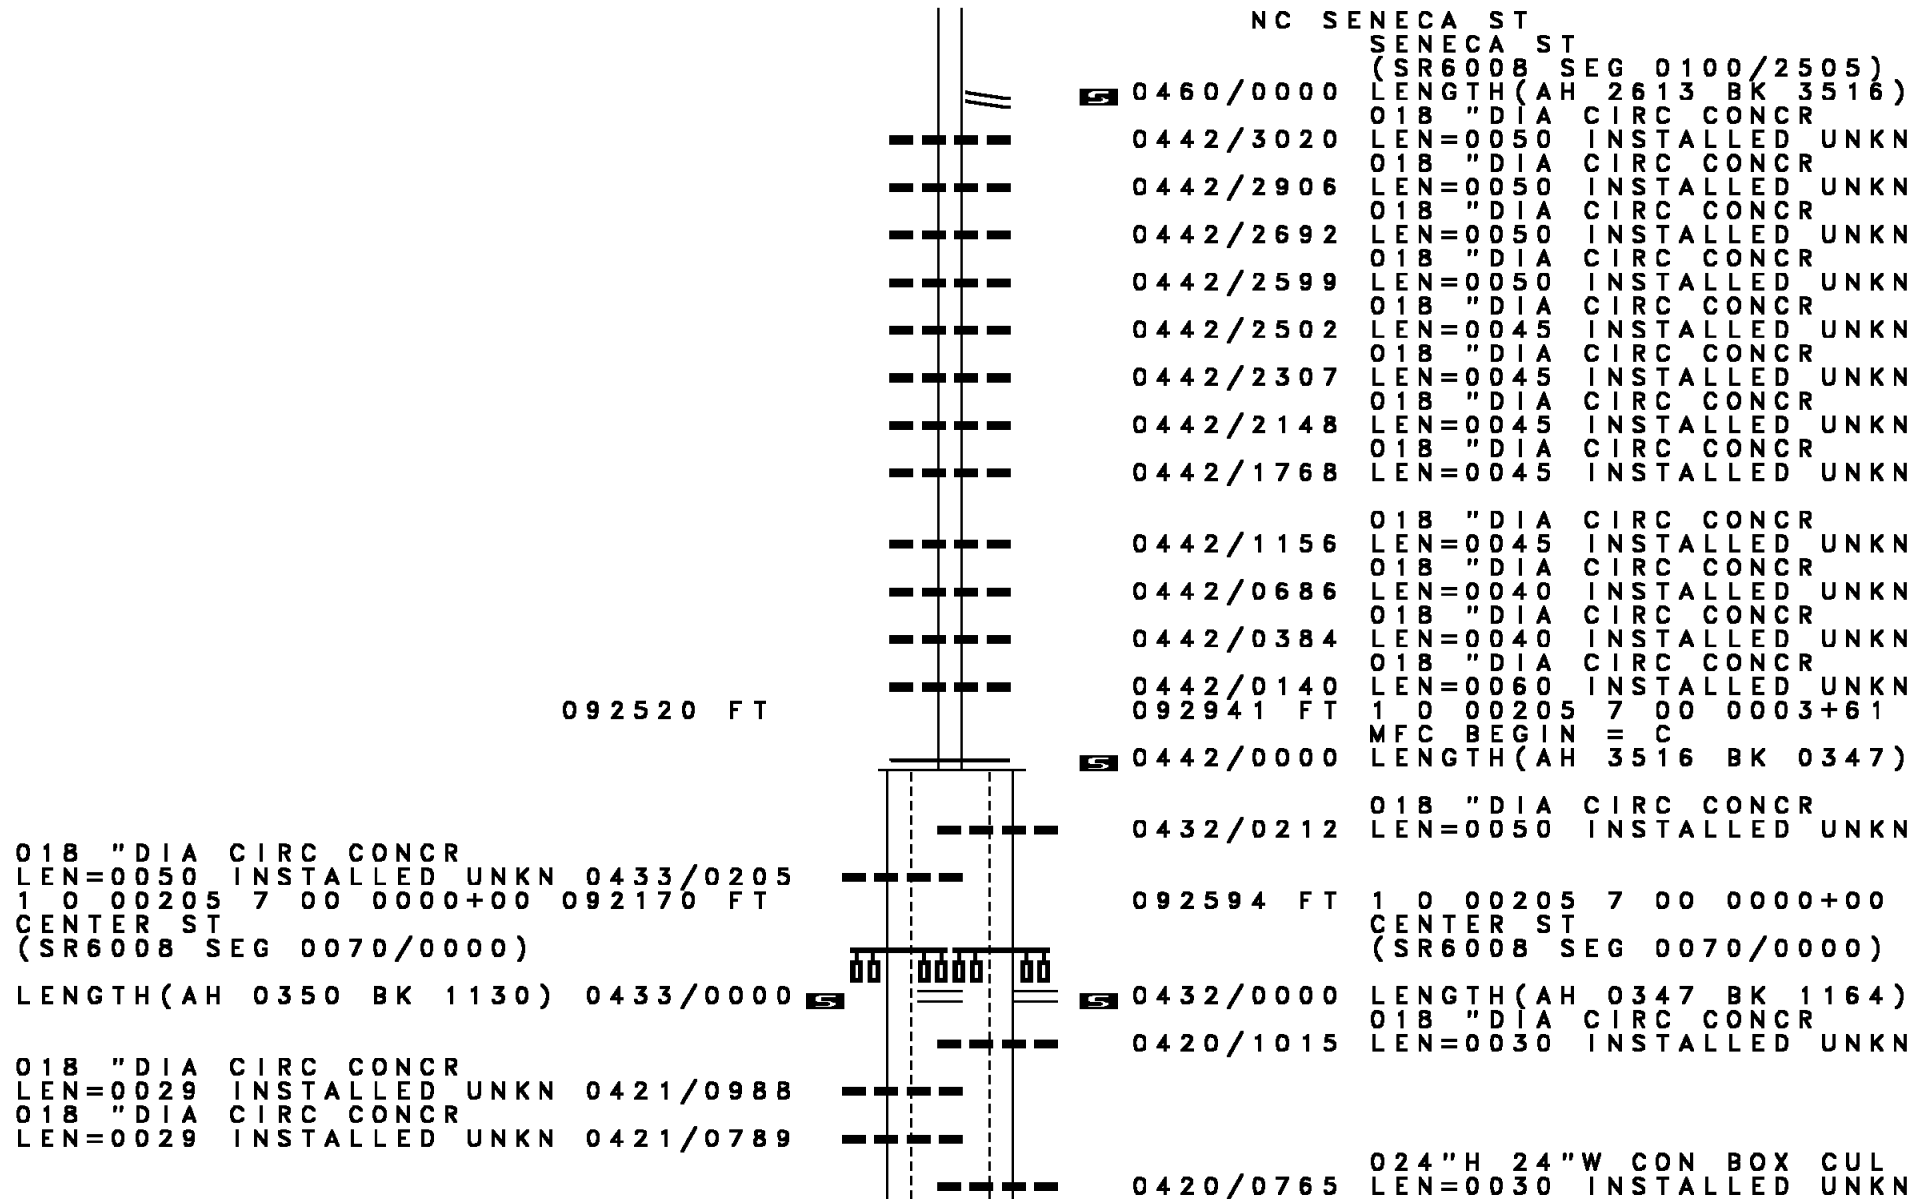 NC SENECA ST
SENECA ST
(SR6008 SEG 0100/2505)
S 0460/0000 LENGTH(AH 2613 BK 3516)
018 "DIA CIRC CONCR
0442/3020 LEN=0050 INSTALLED UNKN
018 "DIA CIRC CONCR
0442/2906 LEN=0050 INSTALLED UNKN
018 "DIA CIRC CONCR
0442/2692 LEN=0050 INSTALLED UNKN
018 "DIA CIRC CONCR
0442/2599 LEN=0050 INSTALLED UNKN
018 "DIA CIRC CONCR
0442/2502 LEN=0045 INSTALLED UNKN
018 "DIA CIRC CONCR
0442/2307 LEN=0045 INSTALLED UNKN
018 "DIA CIRC CONCR
0442/2148 LEN=0045 INSTALLED UNKN
018 "DIA CIRC CONCR
0442/1768 LEN=0045 INSTALLED UNKN
018 "DIA CIRC CONCR
0442/1156 LEN=0045 INSTALLED UNKN
018 "DIA CIRC CONCR
0442/0686 LEN=0040 INSTALLED UNKN
018 "DIA CIRC CONCR
0442/0384 LEN=0040 INSTALLED UNKN
018 "DIA CIRC CONCR
0442/0140 LEN=0060 INSTALLED UNKN
092520 FT 092941 FT 1 0 00205 7 00 0003+61
MFC BEGIN = C
S 0442/0000 LENGTH(AH 3516 BK 0347)
018 "DIA CIRC CONCR
0432/0212 LEN=0050 INSTALLED UNKN
018 "DIA CIRC CONCR
LEN=0050 INSTALLED UNKN 0433/0205
1 0 00205 7 00 0000+00 092170 FT 092594 FT 1 0 00205 7 00 0000+00
CENTER ST CENTER ST
(SR6008 SEG 0070/0000) (SR6008 SEG 0070/0000)
LENGTH(AH 0350 BK 1130) 0433/0000 S S 0432/0000 LENGTH(AH 0347 BK 1164)
018 "DIA CIRC CONCR
0420/1015 LEN=0030 INSTALLED UNKN
018 "DIA CIRC CONCR
LEN=0029 INSTALLED UNKN 0421/0988
018 "DIA CIRC CONCR
LEN=0029 INSTALLED UNKN 0421/0789
024"H 24"W CON BOX CUL
0420/0765 LEN=0030 INSTALLED UNKN